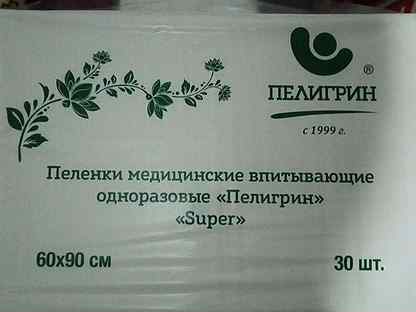 ®
ПЕЛИГРИН
с 1999 г.
Пеленки медицинские впитывающие
одноразовые «Пелигрин»
«Super»
60х90 см
30 шт.